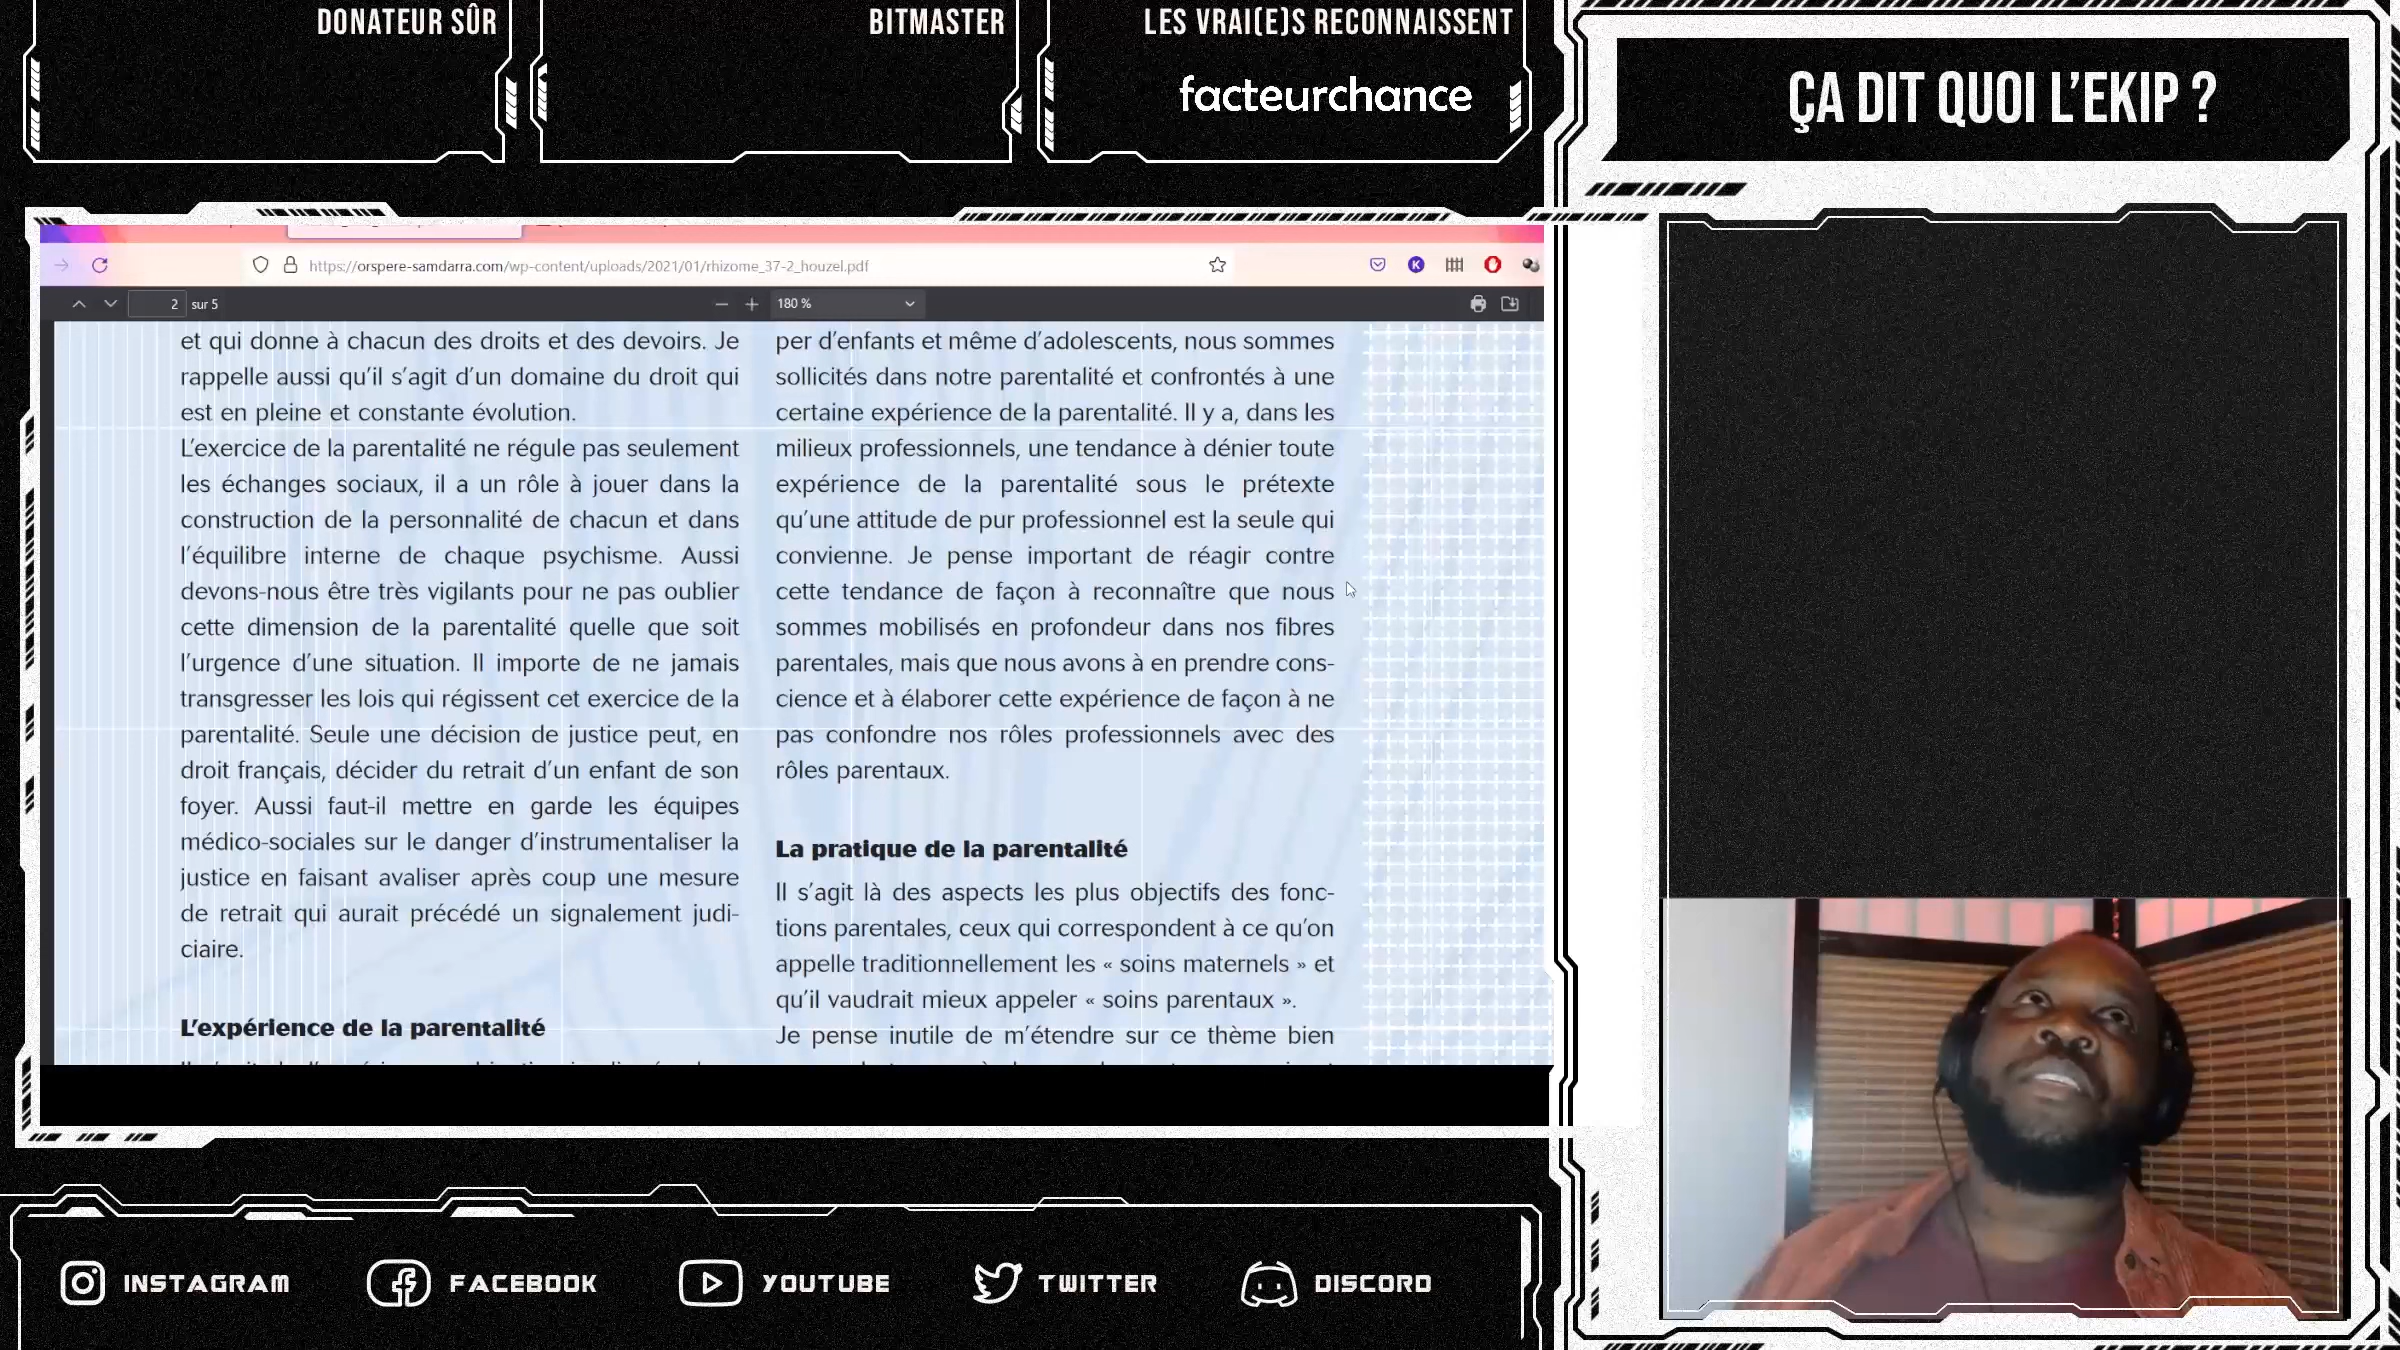 DONATEUR SÛR
BITMASTER
LES VRAI(E)S RECONNAISSENT
facteurchance
ÇA DIT QUOI L'EKIP ?
https://orspere-samdarra.com/wp-content/uploads/2021/01/rhizome_37-2_houzel.pdf
K
2 sur 5
180 %
et qui donne à chacun des droits et des devoirs. Je
rappelle aussi qu'il s'agit d'un domaine du droit qui
est en pleine et constante évolution.
L'exercice de la parentalité ne régule pas seulement
les échanges sociaux, il a un rôle à jouer dans la
construction de la personnalité de chacun et dans
l'équilibre interne de chaque psychisme. Aussi
devons-nous être très vigilants pour ne pas oublier
cette dimension de la parentalité quelle que soit
l'urgence d'une situation. Il importe de ne jamais
transgresser les lois qui régissent cet exercice de la
parentalité. Seule une décision de justice peut, en
droit français, décider du retrait d'un enfant de son
foyer. Aussi faut-il mettre en garde les équipes
médico-sociales sur le danger d'instrumentaliser la
justice en faisant avaliser après coup une mesure
de retrait qui aurait précédé un signalement judi-
ciaire.
L'expérience de la parentalité
per d'enfants et même d'adolescents, nous sommes
sollicités dans notre parentalité et confrontés à une
certaine expérience de la parentalité. Il y a, dans les
milieux professionnels, une tendance à dénier toute
expérience de la parentalité sous le prétexte
qu'une attitude de pur professionnel est la seule qui
convienne. Je pense important de réagir contre
cette tendance de façon à reconnaître que nous
sommes mobilisés en profondeur dans nos fibres
parentales, mais que nous avons à en prendre cons-
cience et à élaborer cette expérience de façon à ne
pas confondre nos rôles professionnels avec des
rôles parentaux.
La pratique de la parentalité
Il s'agit là des aspects les plus objectifs des fonc-
tions parentales, ceux qui correspondent à ce qu'on
appelle traditionnellement les « soins maternels » et
qu'il vaudrait mieux appeler « soins parentaux ».
Je pense inutile de m'étendre sur ce thème bien
INSTAGRAM
FACEBOOK
YOUTUBE
TWITTER
DISCORD